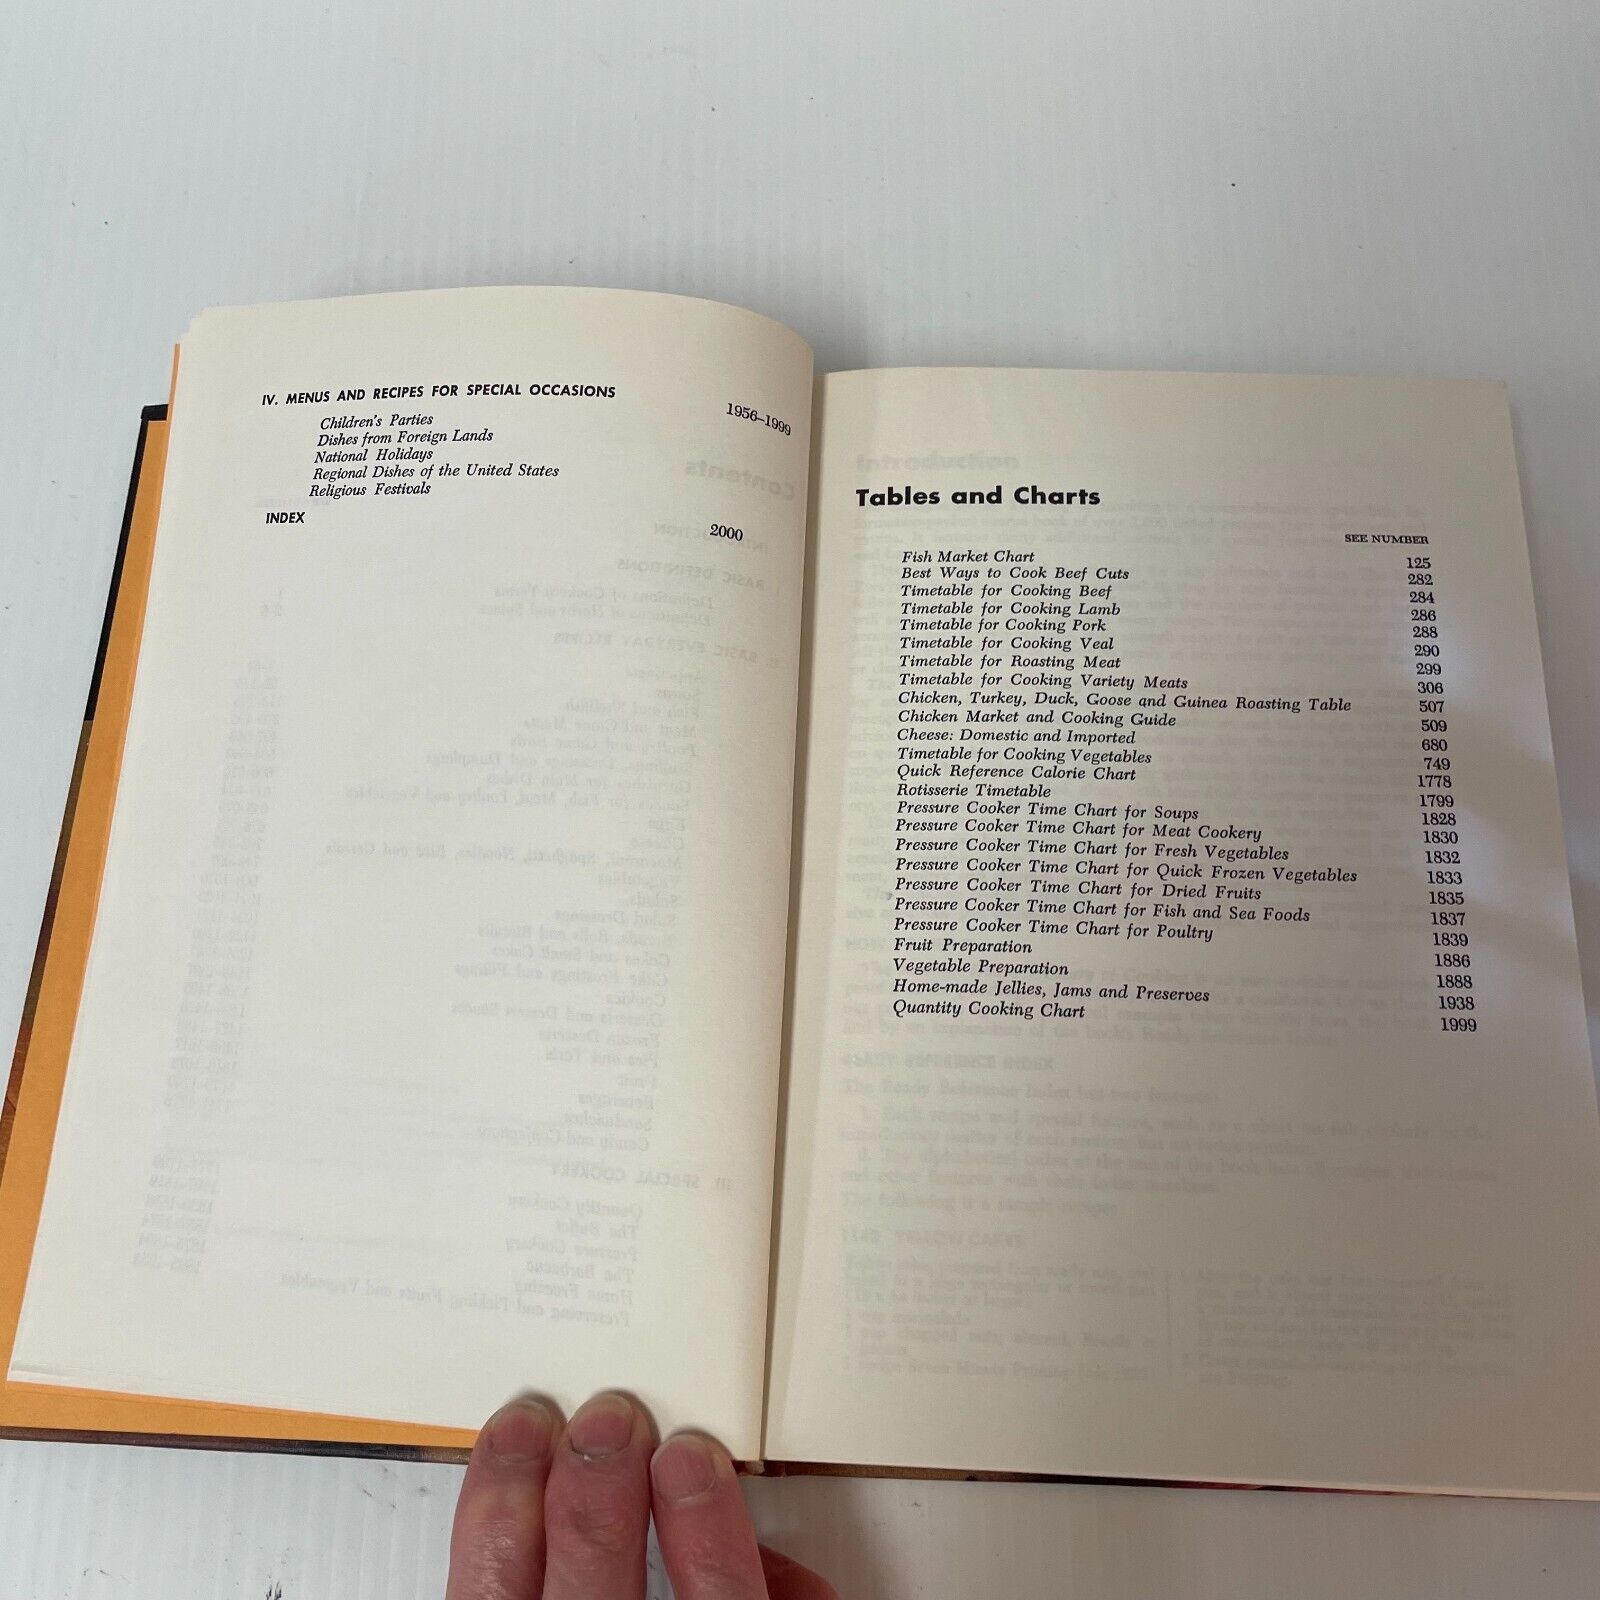 IV. MENUS AND RECIPES FOR SPECIAL OCCASIONS 1956–1999
Children's Parties
Dishes from Foreign Lands
National Holidays
Regional Dishes of the United States
Religious Festivals
INDEX 2000
Tables and Charts
SEE NUMBER
Fish Market Chart 125
Best Ways to Cook Beef Cuts 282
Timetable for Cooking Beef 284
Timetable for Cooking Lamb 286
Timetable for Cooking Pork 288
Timetable for Cooking Veal 290
Timetable for Roasting Meat 299
Timetable for Cooking Variety Meats 306
Chicken, Turkey, Duck, Goose and Guinea Roasting Table 507
Chicken Market and Cooking Guide 509
Cheese: Domestic and Imported 680
Timetable for Cooking Vegetables 749
Quick Reference Calorie Chart 1778
Rotisserie Timetable 1799
Pressure Cooker Time Chart for Soups 1828
Pressure Cooker Time Chart for Meat Cookery 1830
Pressure Cooker Time Chart for Fresh Vegetables 1832
Pressure Cooker Time Chart for Quick Frozen Vegetables 1833
Pressure Cooker Time Chart for Dried Fruits 1835
Pressure Cooker Time Chart for Fish and Sea Foods 1837
Pressure Cooker Time Chart for Poultry 1839
Fruit Preparation 1886
Vegetable Preparation 1888
Home-made Jellies, Jams and Preserves 1938
Quantity Cooking Chart 1999